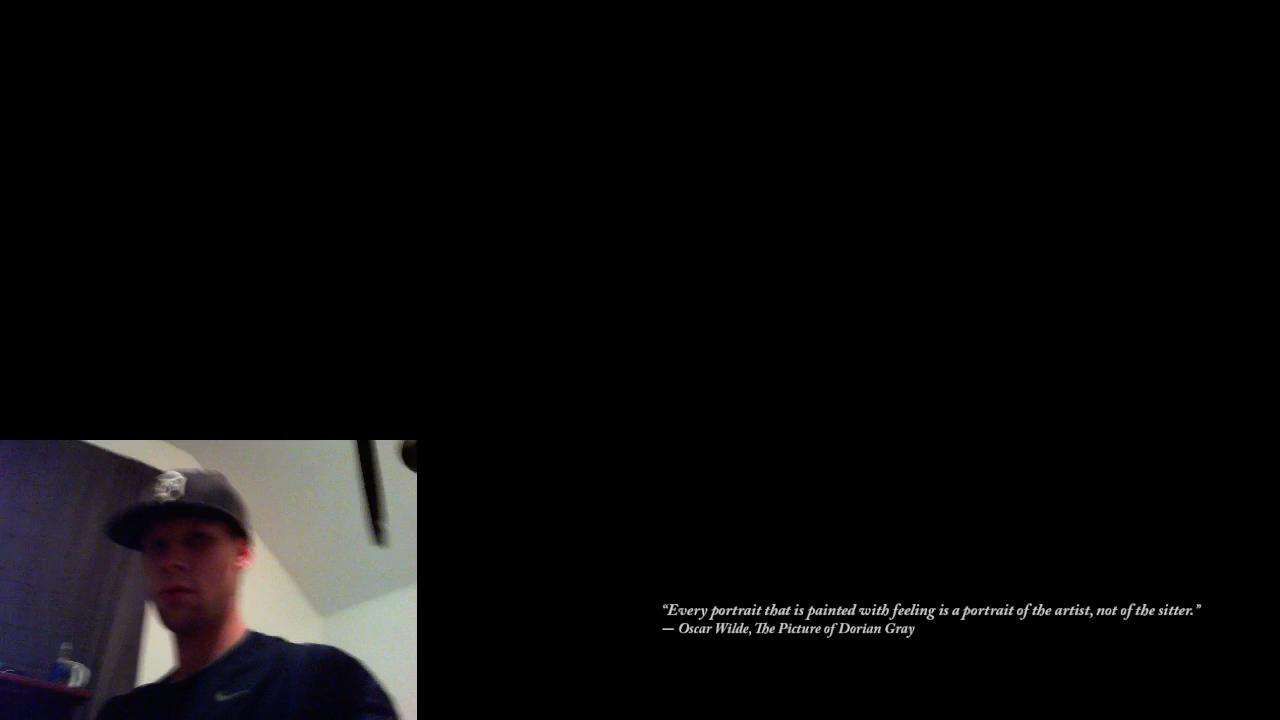 “Every portrait that is painted with feeling is a portrait of the artist, not of the sitter.”
— Oscar Wilde, The Picture of Dorian Gray